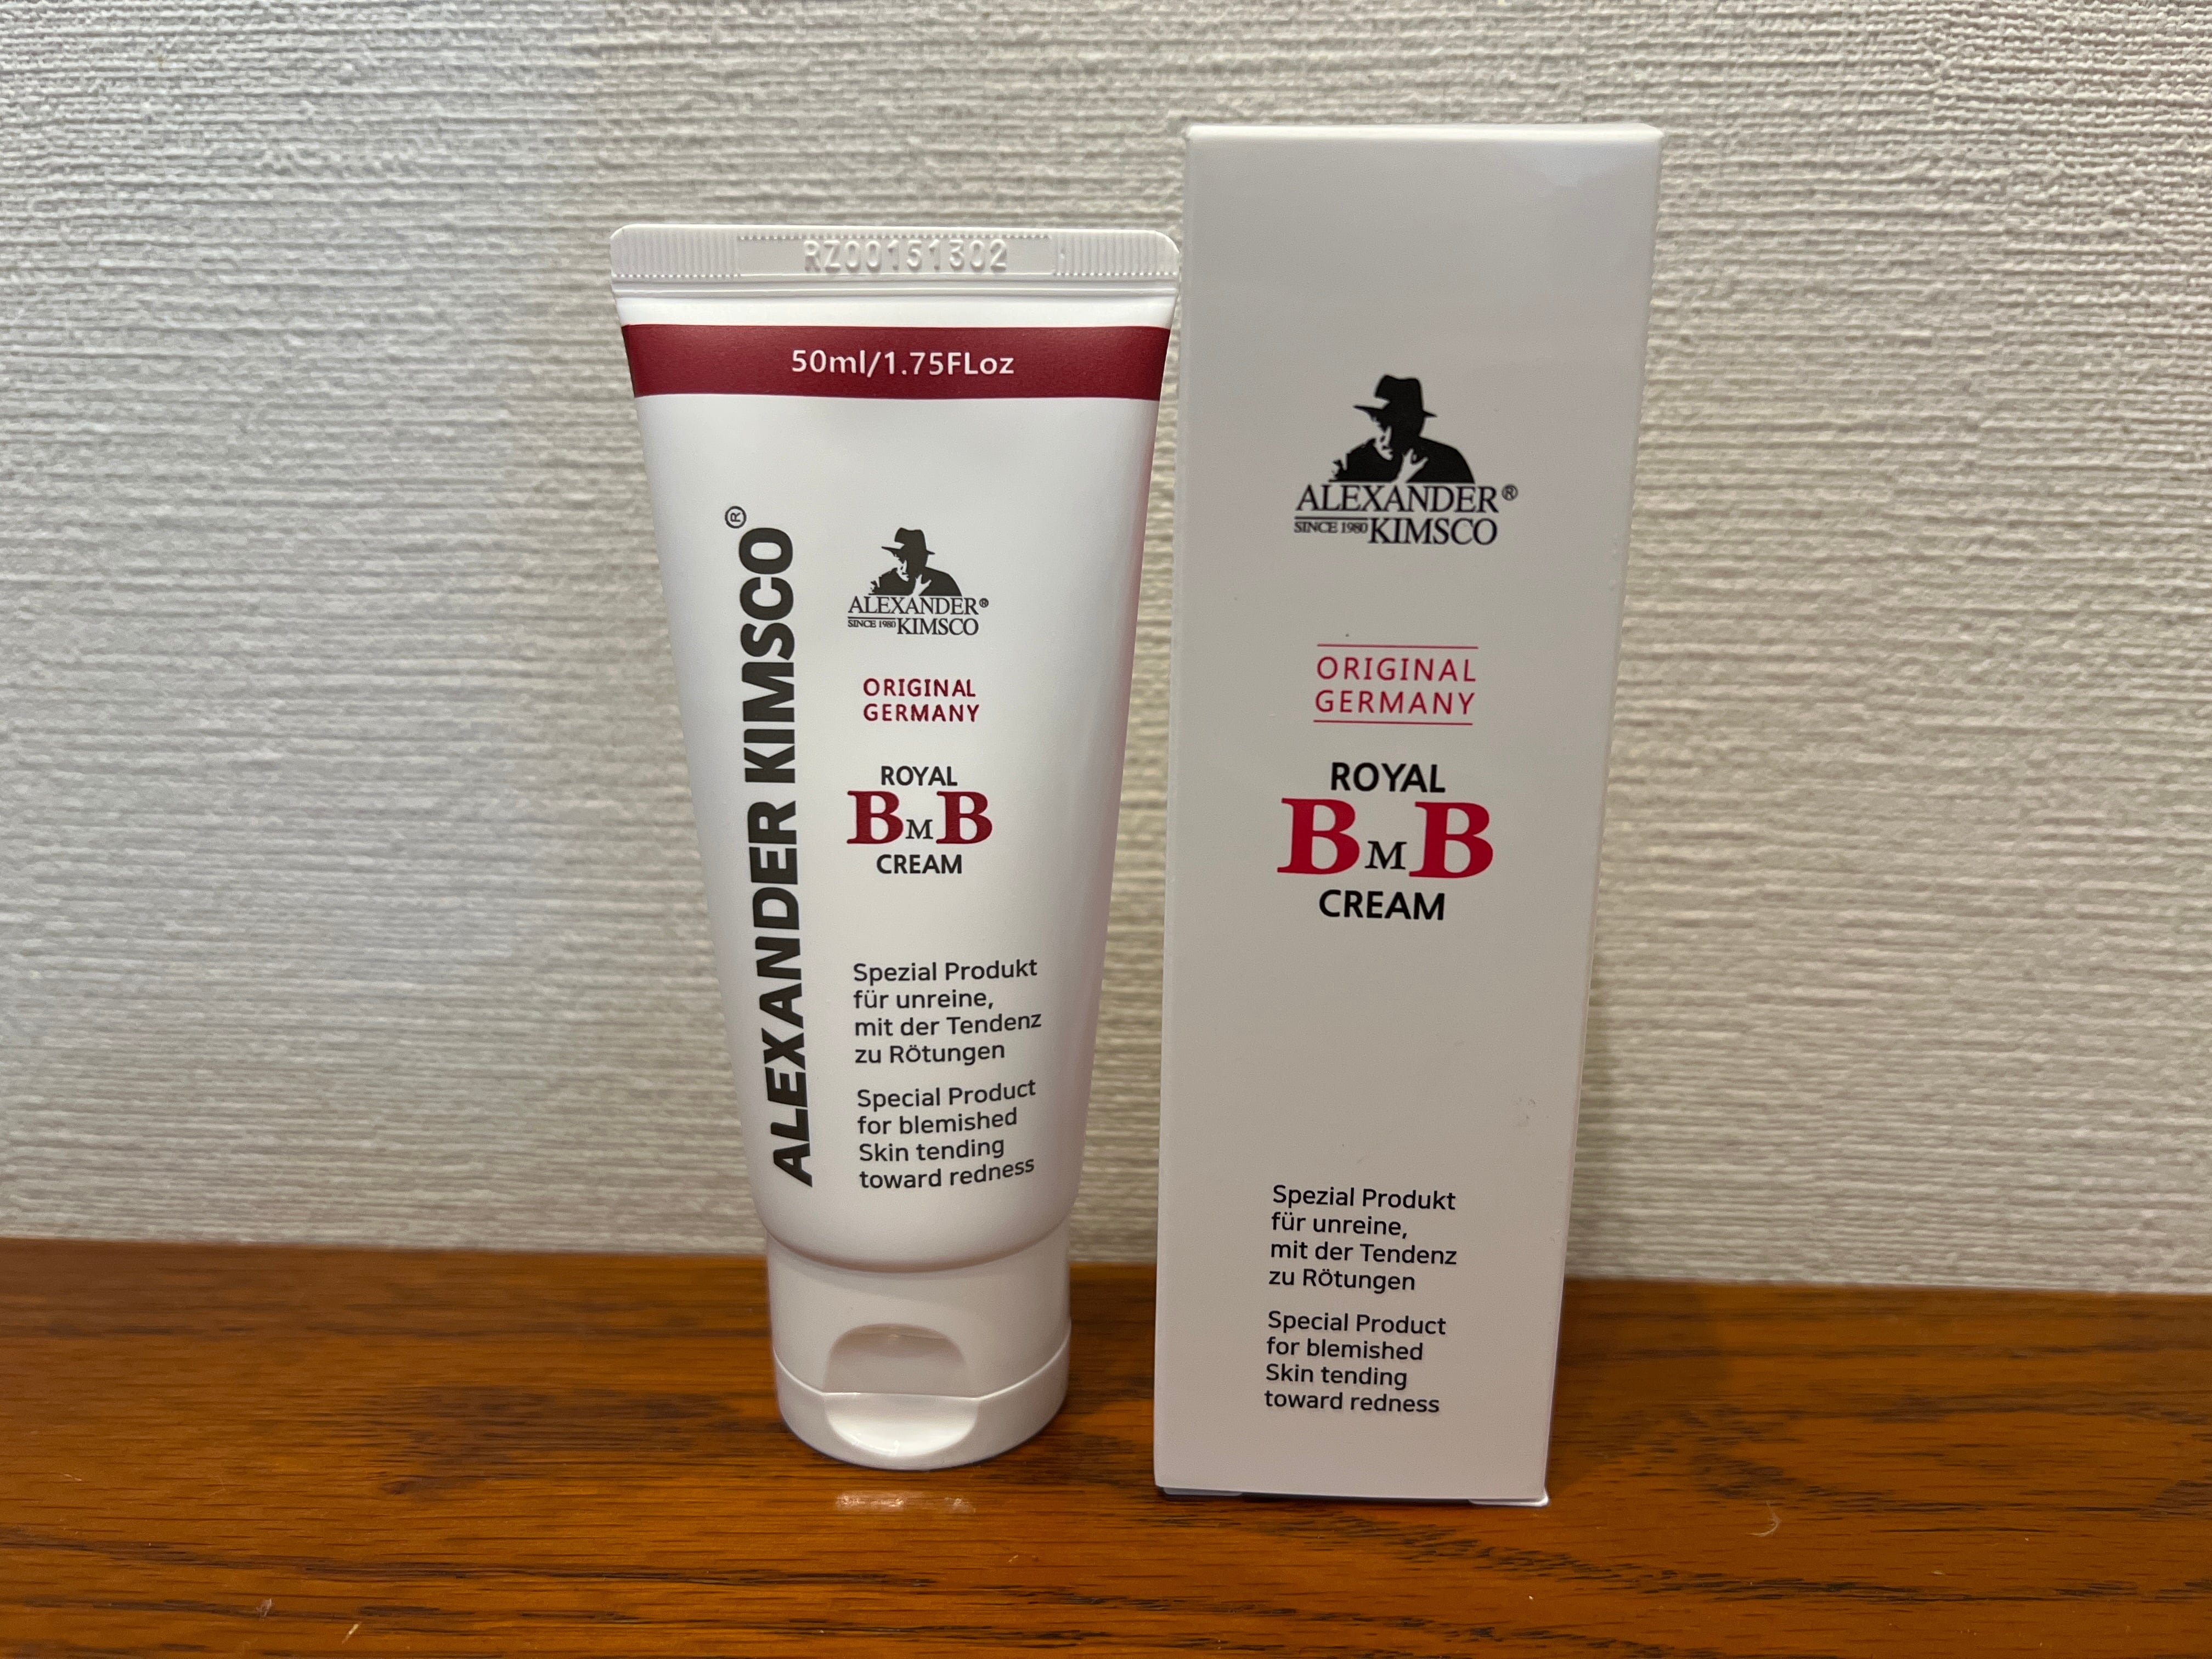 RZ00151302
50ml/1.75FLoz
ALEXANDER KIMSCO®
ALEXANDER®
SINCE 1980 KIMSCO
ORIGINAL
GERMANY
ROYAL
BMB
CREAM
Spezial Produkt
für unreine,
mit der Tendenz
zu Rötungen
Special Product
for blemished
Skin tending
toward redness
ALEXANDER®
SINCE 1980 KIMSCO
ORIGINAL
GERMANY
ROYAL
BMB
CREAM
Spezial Produkt
für unreine,
mit der Tendenz
zu Rötungen
Special Product
for blemished
Skin tending
toward redness